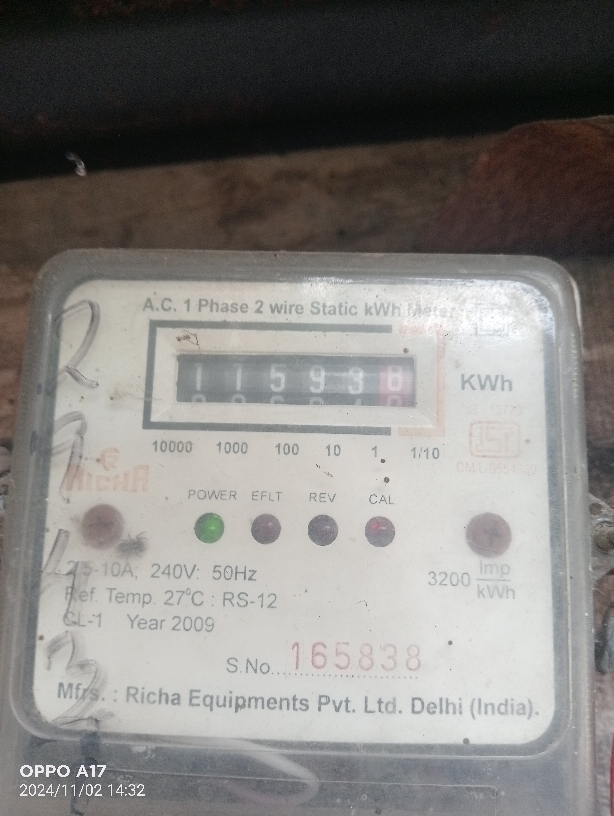 A.C. 1 Phase 2 wire Static kWh Meter
1 1 5 9 3 8
KWh
10000 1000 100 10 1 1/10
RICHA
POWER EFLT REV CAL
2.5-10A, 240V: 50Hz
3200 Imp
kWh
Ref. Temp. 27°C : RS-12
CL-1 Year 2009
S.No. 165838
Mfrs. : Richa Equipments Pvt. Ltd. Delhi (India).
OPPO A17
2024/11/02 14:32